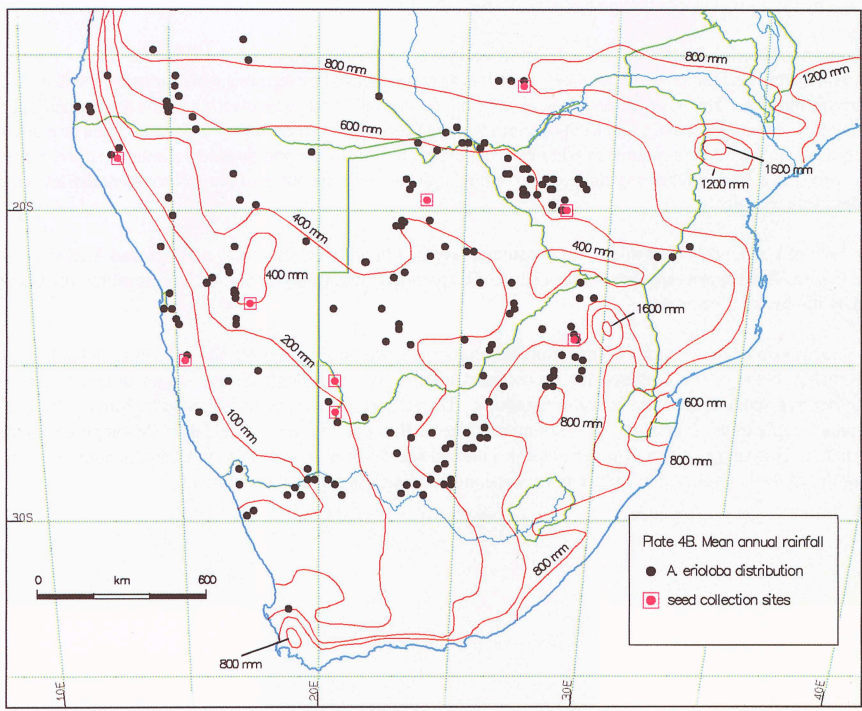 800 mm
800 mm
1200 mm
600 mm
1600 mm
1200 mm
20S
400 mm
400 mm
400 mm
1600 mm
200 mm
100 mm
600 mm
800 mm
800 mm
30S
800 mm
Plate 4B. Mean annual rainfall
A. erioloba distribution
seed collection sites
0 km 600
800 mm
10E
20E
30E
40E